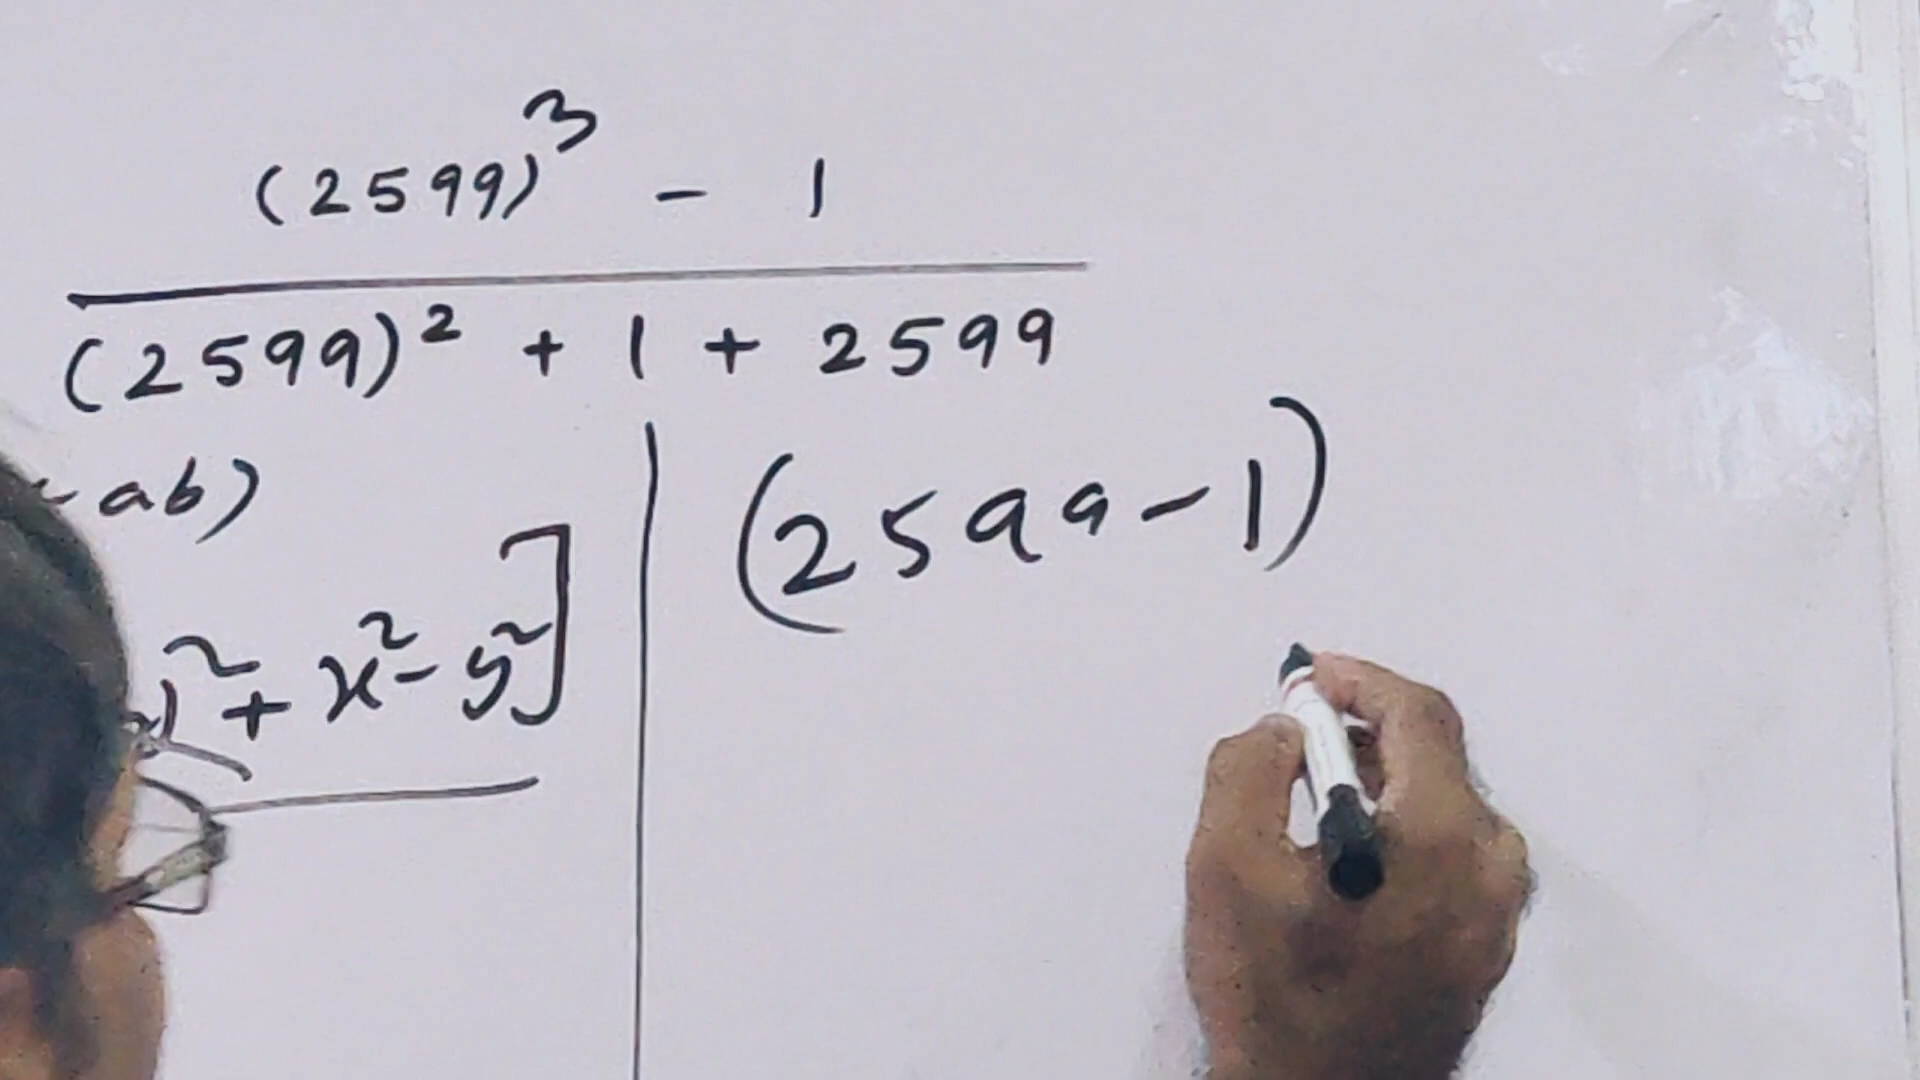 (2599)³ - 1
(2599)² + 1 + 2599
ab)
² + x² - y²]
(2599 - 1)